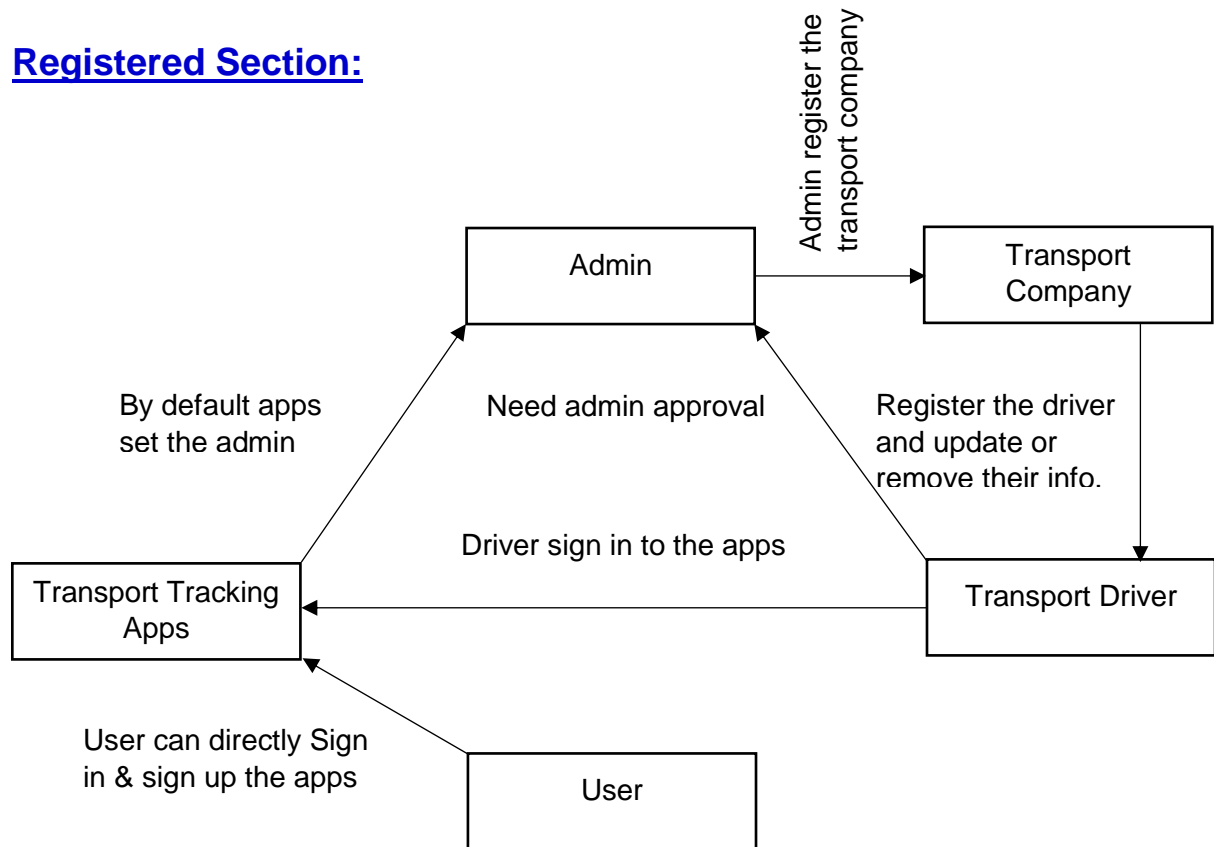 Registered Section:
Admin register the
transport company
Admin
Transport
Company
By default apps
set the admin
Need admin approval
Register the driver
and update or
remove their info.
Driver sign in to the apps
Transport Tracking
Apps
Transport Driver
User can directly Sign
in & sign up the apps
User